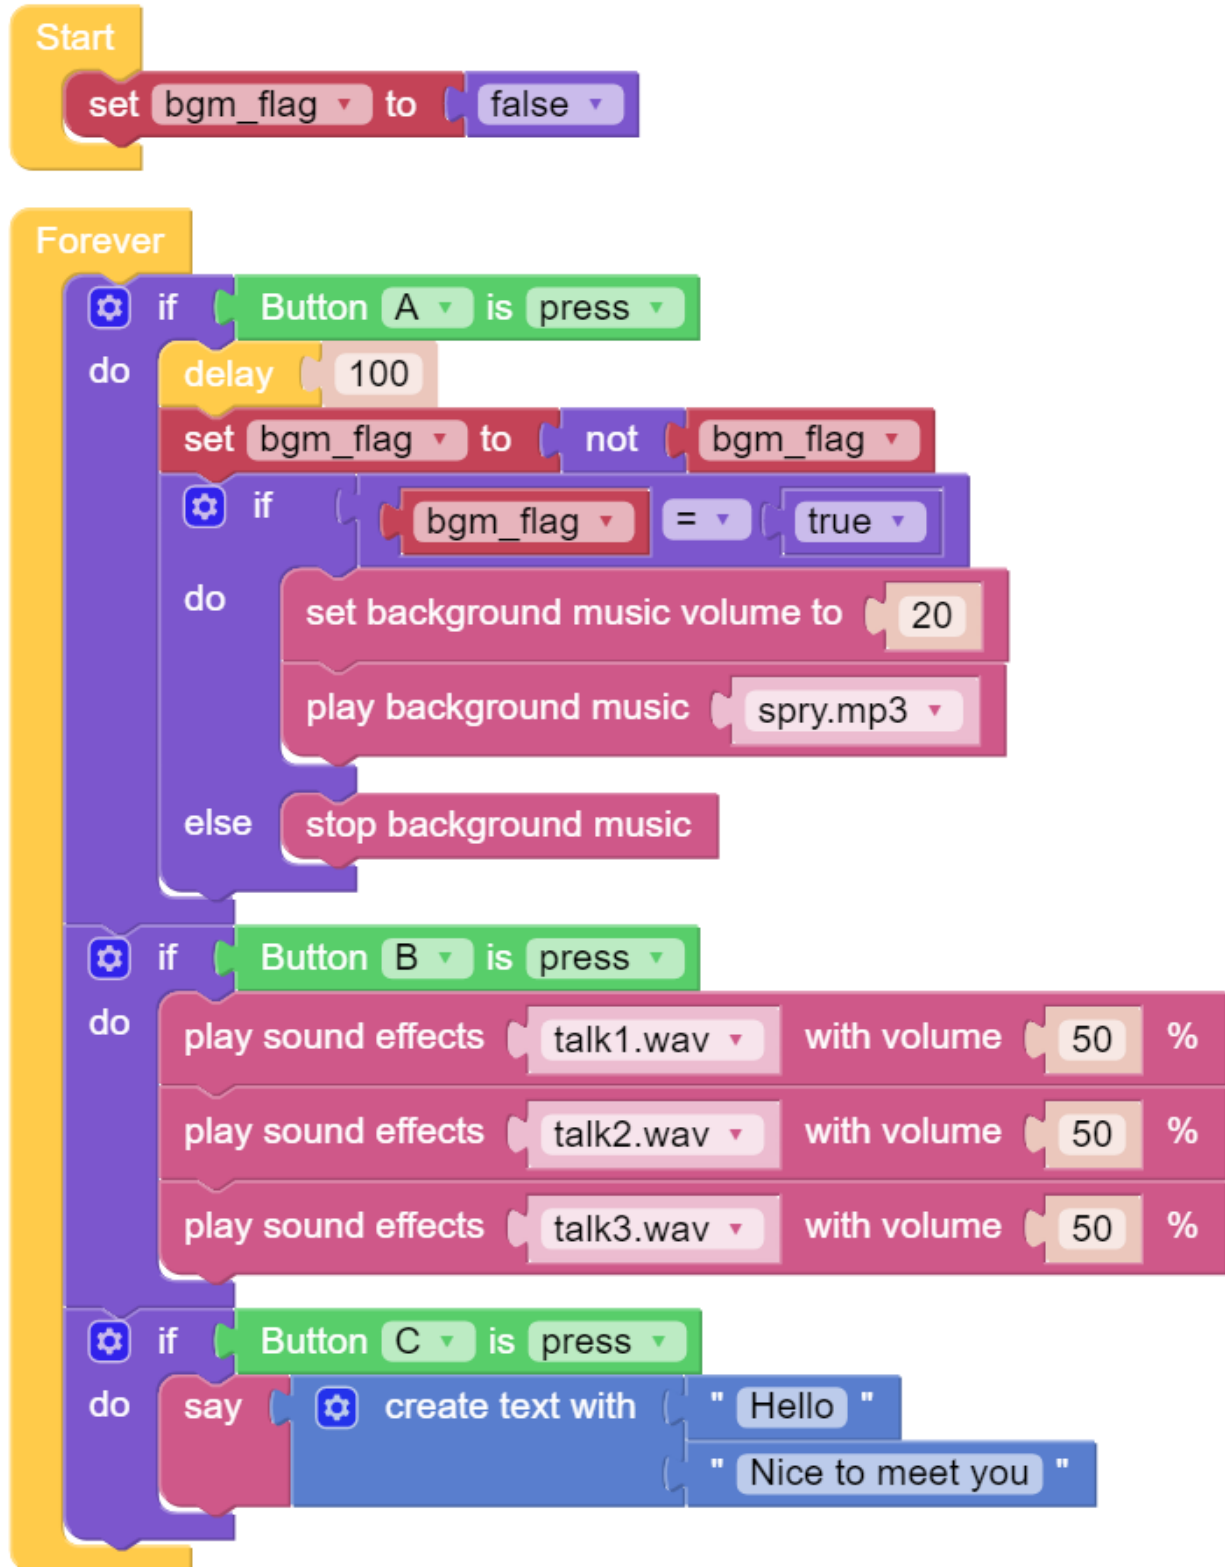 Start
set bgm_flag to false
Forever
if Button A is press
do delay 100
set bgm_flag to not bgm_flag
if bgm_flag = true
do set background music volume to 20
play background music spry.mp3
else stop background music
if Button B is press
do play sound effects talk1.wav with volume 50 %
play sound effects talk2.wav with volume 50 %
play sound effects talk3.wav with volume 50 %
if Button C is press
do say create text with " Hello "
" Nice to meet you "